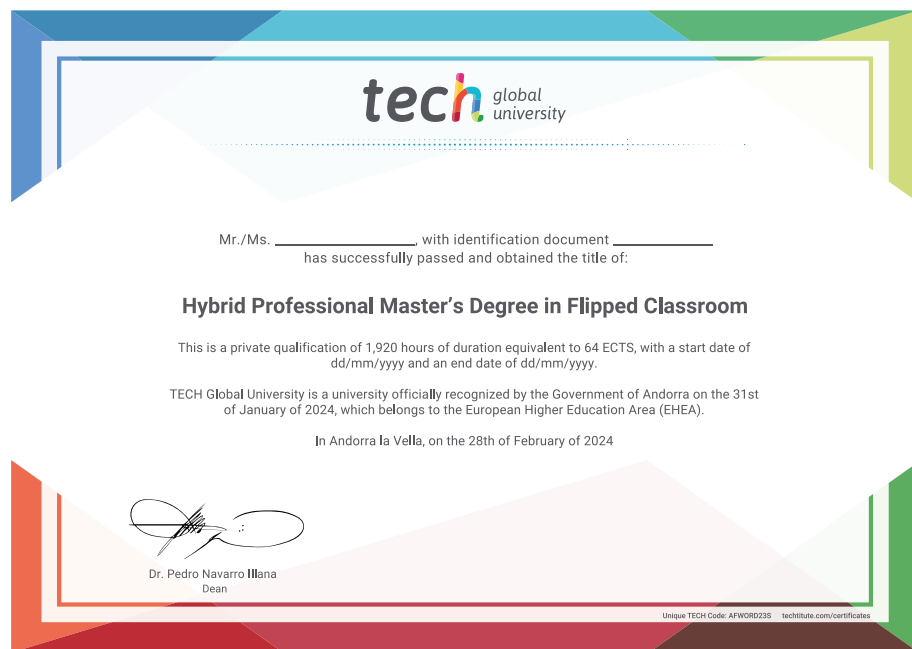 tech global university
Mr./Ms. ____________________, with identification document ______________
has successfully passed and obtained the title of:
Hybrid Professional Master's Degree in Flipped Classroom
This is a private qualification of 1,920 hours of duration equivalent to 64 ECTS, with a start date of
dd/mm/yyyy and an end date of dd/mm/yyyy.
TECH Global University is a university officially recognized by the Government of Andorra on the 31st
of January of 2024, which belongs to the European Higher Education Area (EHEA).
In Andorra la Vella, on the 28th of February of 2024
Dr. Pedro Navarro Illana
Dean
Unique TECH Code: AFWORD23S techtitute.com/certificates